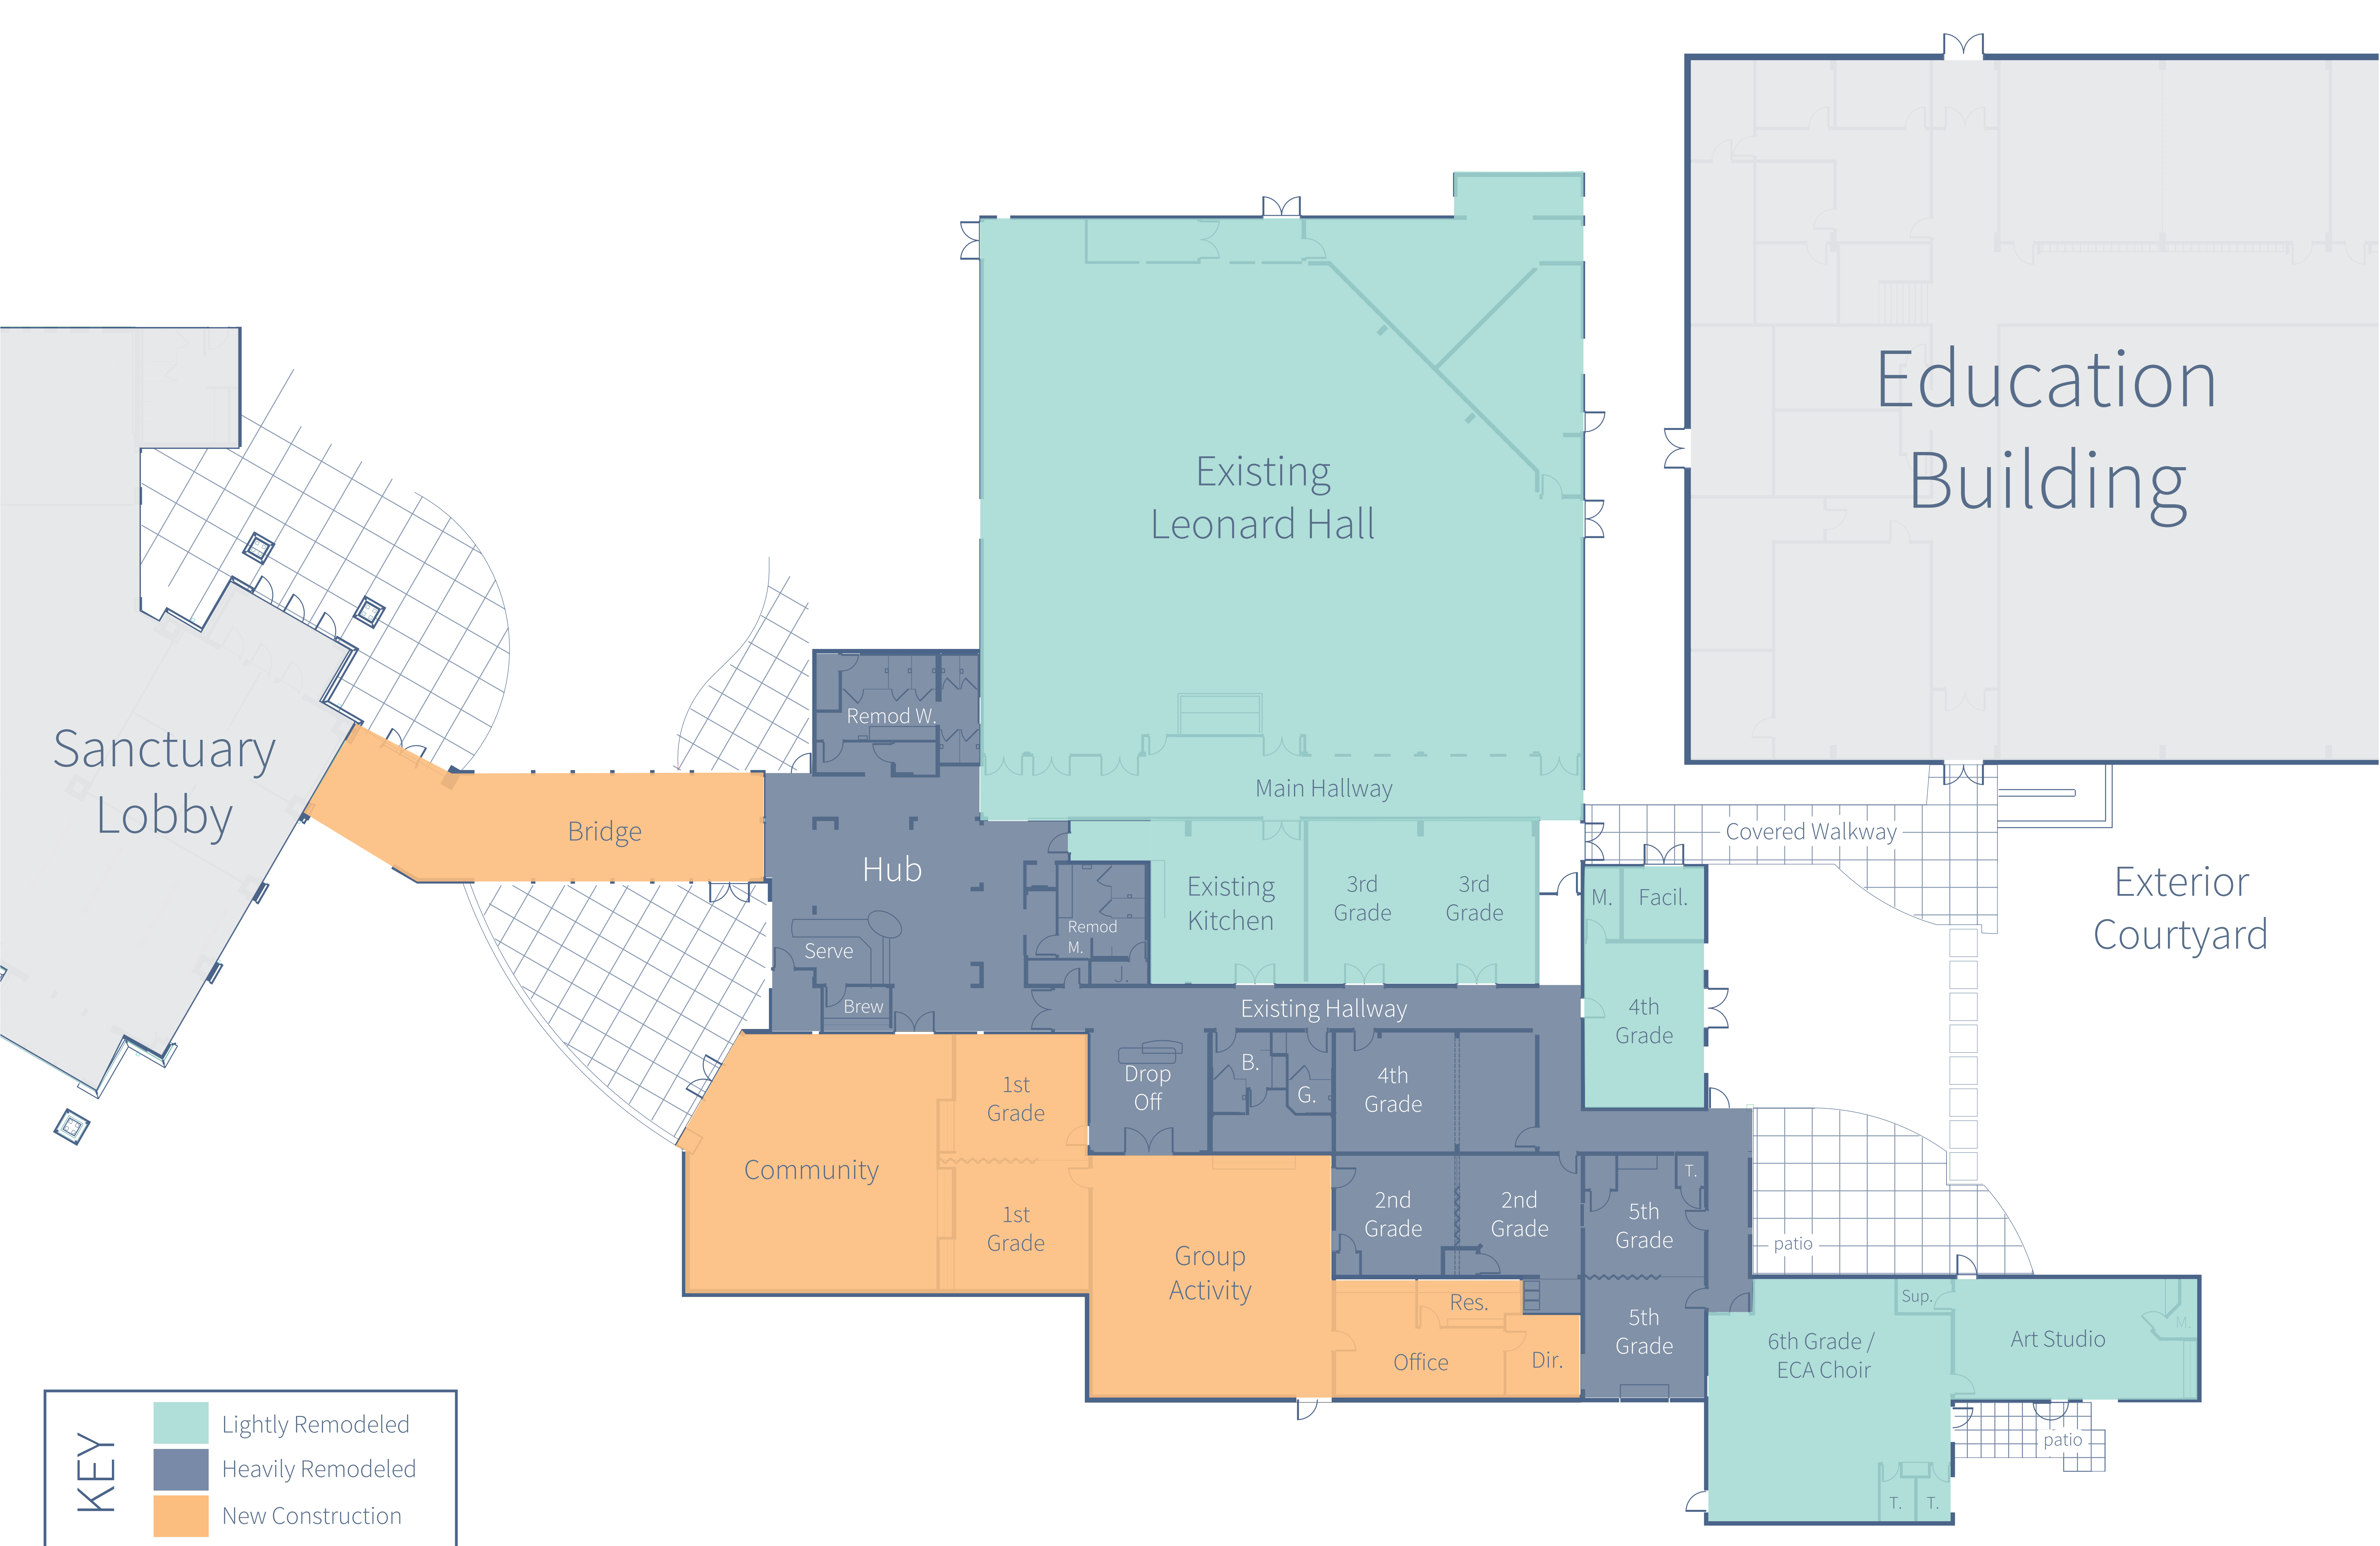 Education
Building
Existing
Leonard Hall
Sanctuary
Lobby
Remod W.
Main Hallway
Bridge
Hub
Covered Walkway
Exterior
Courtyard
Existing
Kitchen
3rd
Grade
3rd
Grade
M.
Facil.
Remod
M.
J.
Serve
Brew
Existing Hallway
4th
Grade
Drop
Off
B.
G.
4th
Grade
1st
Grade
Community
1st
Grade
Group
Activity
2nd
Grade
2nd
Grade
T.
5th
Grade
patio
Res.
Office
Dir.
5th
Grade
Sup.
6th Grade /
ECA Choir
Art Studio
M.
patio
T.
T.
KEY
Lightly Remodeled
Heavily Remodeled
New Construction